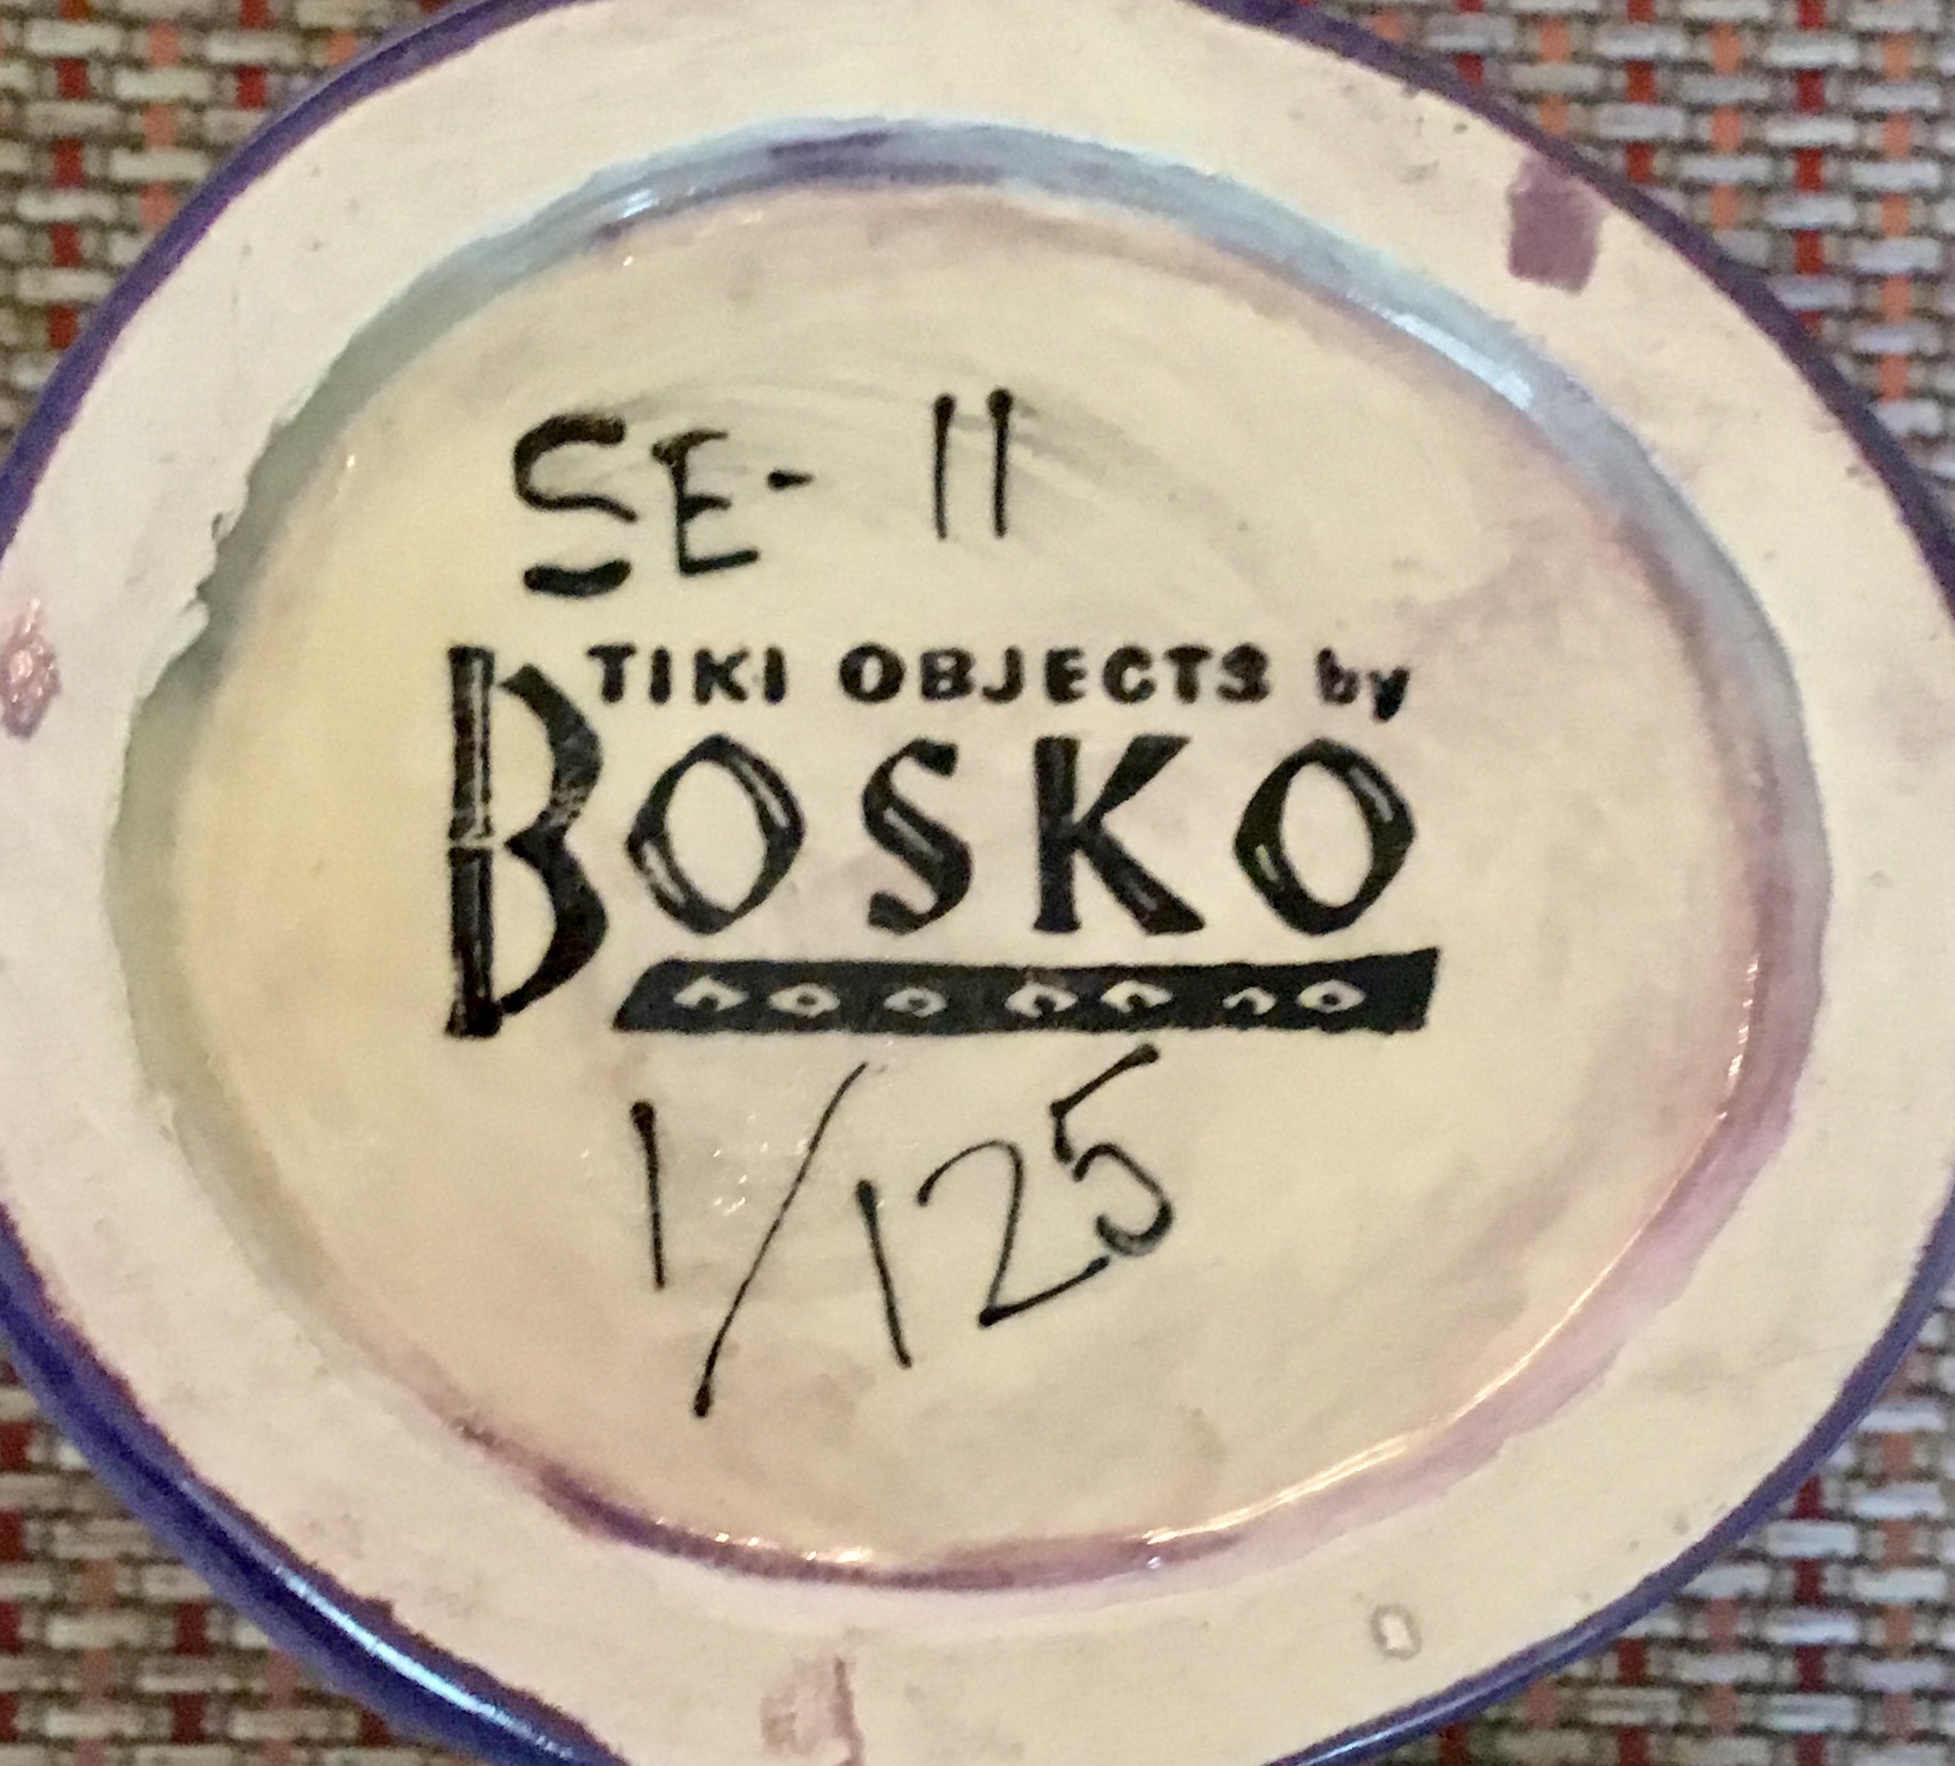 SE- 11
TIKI OBJECTS by
BOSKO
1/125